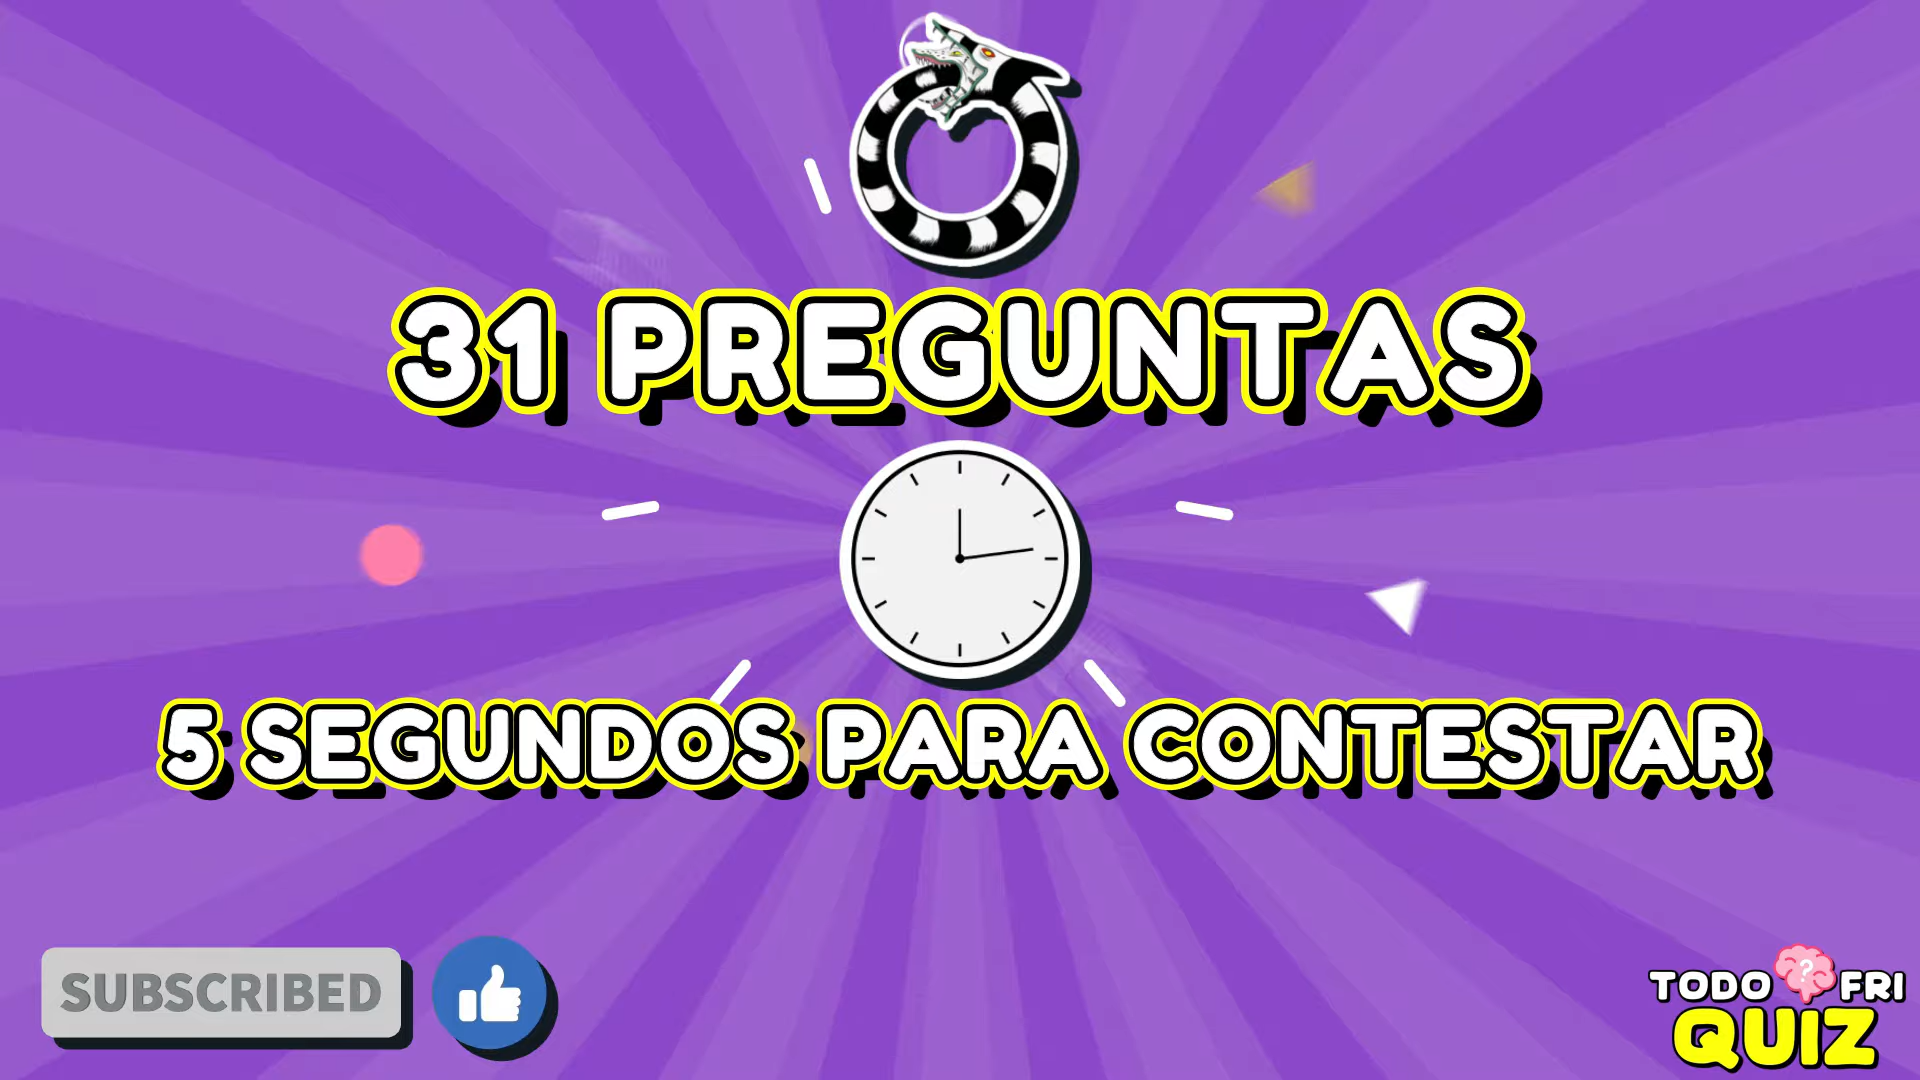 31 PREGUNTAS
5 SEGUNDOS PARA CONTESTAR
SUBSCRIBED
TODO FRI
QUIZ